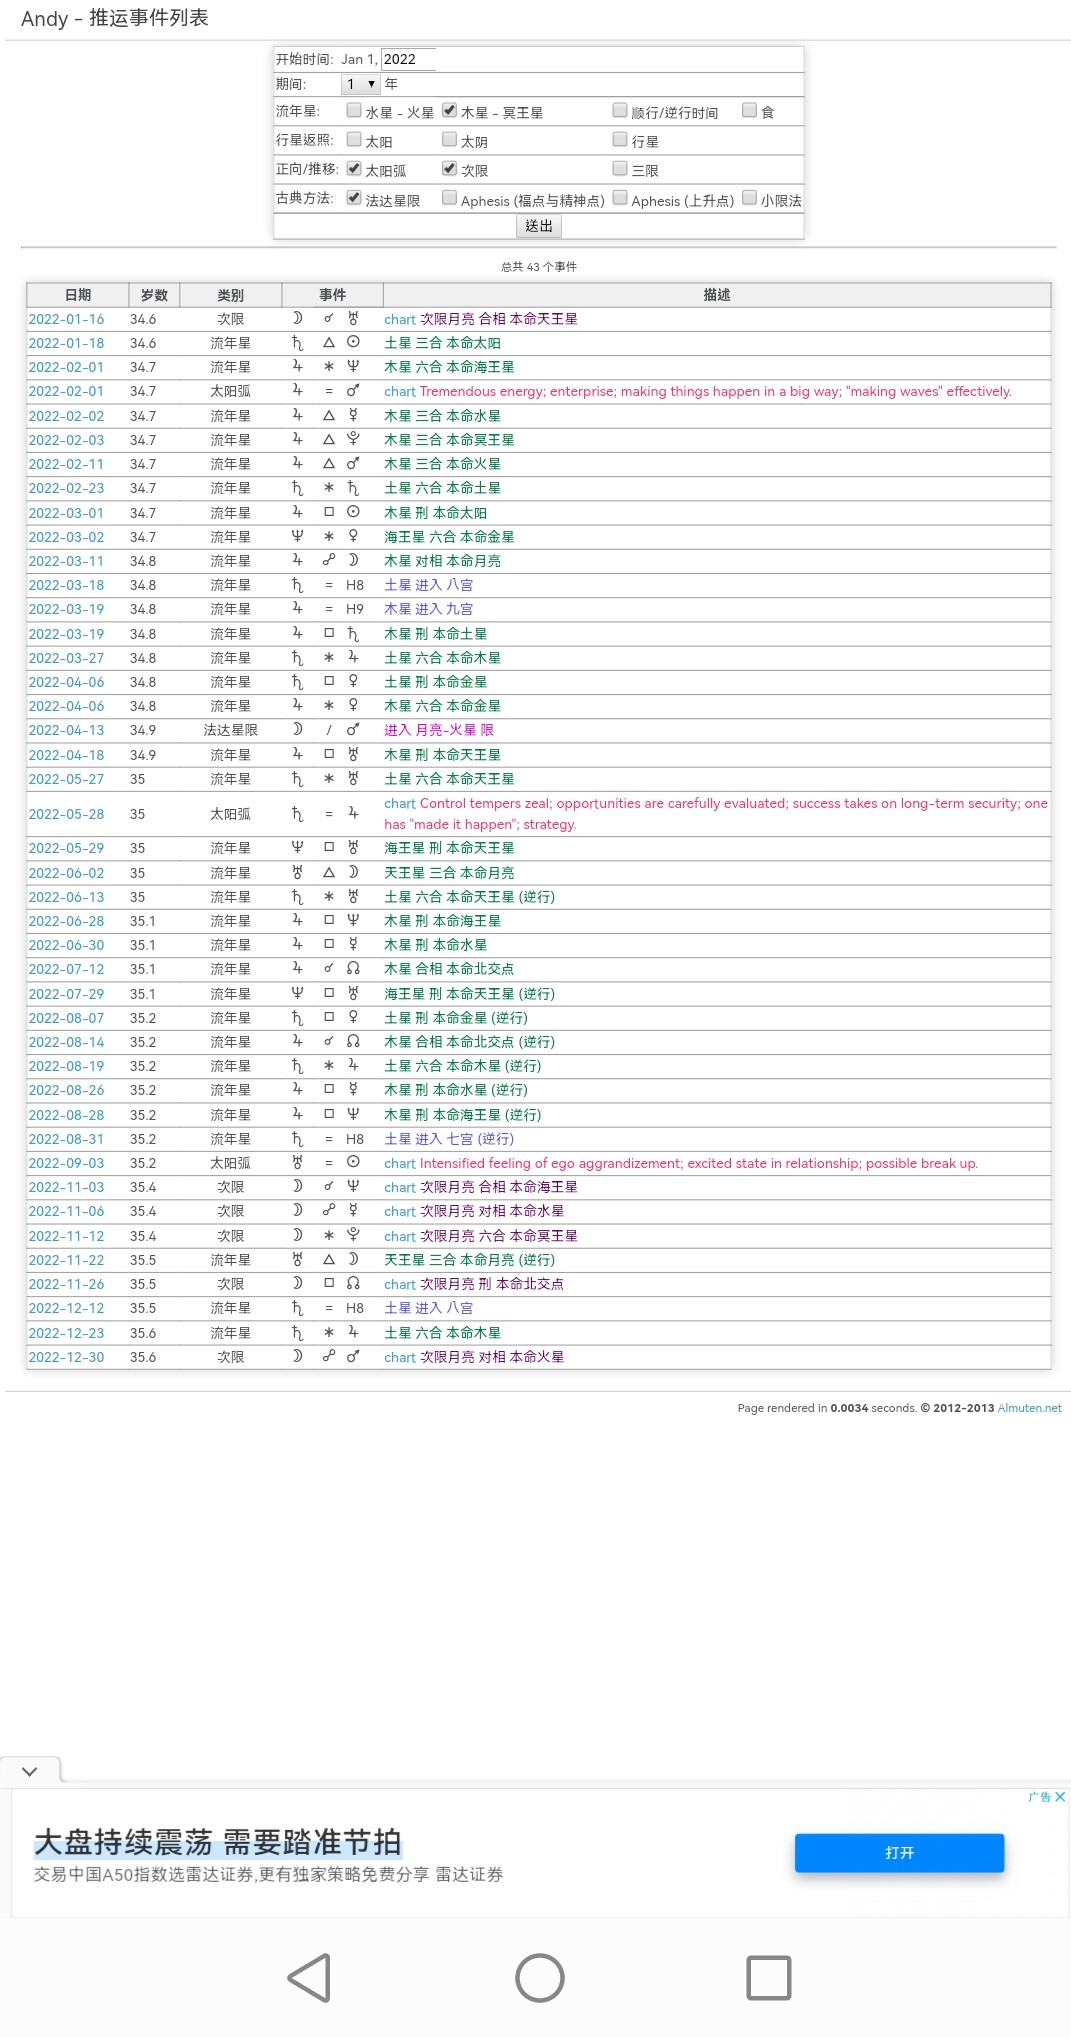 Andy - 推运事件列表
开始时间: Jan 1, 2022
期间: 1 年
流年星: 水星 - 火星 木星 - 冥王星 顺行/逆行时间 食
行星返照: 太阳 太阴 行星
正向/推移: 太阳弧 次限 三限
古典方法: 法达星限 Aphesis (福点与精神点) Aphesis (上升点) 小限法
送出
总共 43 个事件
日期 岁数 类别 事件 描述
2022-01-16 34.6 次限 ☽ ☌ ♅ chart 次限月亮 合相 本命天王星
2022-01-18 34.6 流年星 ♄ △ ☉ 土星 三合 本命太阳
2022-02-01 34.7 流年星 ♃ ∗ ♆ 木星 六合 本命海王星
2022-02-01 34.7 太阳弧 ♃ = ♂ chart Tremendous energy; enterprise; making things happen in a big way; "making waves" effectively.
2022-02-02 34.7 流年星 ♃ △ ☿ 木星 三合 本命水星
2022-02-03 34.7 流年星 ♃ △ ♇ 木星 三合 本命冥王星
2022-02-11 34.7 流年星 ♃ △ ♂ 木星 三合 本命火星
2022-02-23 34.7 流年星 ♄ ∗ ♄ 土星 六合 本命土星
2022-03-01 34.7 流年星 ♃ □ ☉ 木星 刑 本命太阳
2022-03-02 34.7 流年星 ♆ ∗ ♀ 海王星 六合 本命金星
2022-03-11 34.8 流年星 ♃ ☍ ☽ 木星 对相 本命月亮
2022-03-18 34.8 流年星 ♄ = H8 土星 进入 八宫
2022-03-19 34.8 流年星 ♃ = H9 木星 进入 九宫
2022-03-19 34.8 流年星 ♃ □ ♄ 木星 刑 本命土星
2022-03-27 34.8 流年星 ♄ ∗ ♃ 土星 六合 本命木星
2022-04-06 34.8 流年星 ♄ □ ♀ 土星 刑 本命金星
2022-04-06 34.8 流年星 ♃ ∗ ♀ 木星 六合 本命金星
2022-04-13 34.9 法达星限 ☽ / ♂ 进入 月亮-火星 限
2022-04-18 34.9 流年星 ♃ □ ♅ 木星 刑 本命天王星
2022-05-27 35 流年星 ♄ ∗ ♅ 土星 六合 本命天王星
2022-05-28 35 太阳弧 ♄ = ♃ chart Control tempers zeal; opportunities are carefully evaluated; success takes on long-term security; one
has "made it happen"; strategy.
2022-05-29 35 流年星 ♆ □ ♅ 海王星 刑 本命天王星
2022-06-02 35 流年星 ♅ △ ☽ 天王星 三合 本命月亮
2022-06-13 35 流年星 ♄ ∗ ♅ 土星 六合 本命天王星 (逆行)
2022-06-28 35.1 流年星 ♃ □ ♆ 木星 刑 本命海王星
2022-06-30 35.1 流年星 ♃ □ ☿ 木星 刑 本命水星
2022-07-12 35.1 流年星 ♃ ☌ ☊ 木星 合相 本命北交点
2022-07-29 35.1 流年星 ♆ □ ♅ 海王星 刑 本命天王星 (逆行)
2022-08-07 35.2 流年星 ♄ □ ♀ 土星 刑 本命金星 (逆行)
2022-08-14 35.2 流年星 ♃ ☌ ☊ 木星 合相 本命北交点 (逆行)
2022-08-19 35.2 流年星 ♄ ∗ ♃ 土星 六合 本命木星 (逆行)
2022-08-26 35.2 流年星 ♃ □ ☿ 木星 刑 本命水星 (逆行)
2022-08-28 35.2 流年星 ♃ □ ♆ 木星 刑 本命海王星 (逆行)
2022-08-31 35.2 流年星 ♄ = H8 土星 进入 七宫 (逆行)
2022-09-03 35.2 太阳弧 ♅ = ☉ chart Intensified feeling of ego aggrandizement; excited state in relationship; possible break up.
2022-11-03 35.4 次限 ☽ ☌ ♆ chart 次限月亮 合相 本命海王星
2022-11-06 35.4 次限 ☽ ☍ ☿ chart 次限月亮 对相 本命水星
2022-11-12 35.4 次限 ☽ ∗ ♇ chart 次限月亮 六合 本命冥王星
2022-11-22 35.5 流年星 ♅ △ ☽ 天王星 三合 本命月亮 (逆行)
2022-11-26 35.5 次限 ☽ □ ☊ chart 次限月亮 刑 本命北交点
2022-12-12 35.5 流年星 ♄ = H8 土星 进入 八宫
2022-12-23 35.6 流年星 ♄ ∗ ♃ 土星 六合 本命木星
2022-12-30 35.6 次限 ☽ ☍ ♂ chart 次限月亮 对相 本命火星
Page rendered in 0.0034 seconds. © 2012-2013 Almuten.net
广告
大盘持续震荡 需要踏准节拍
交易中国A50指数选雷达证券,更有独家策略免费分享 雷达证券
打开